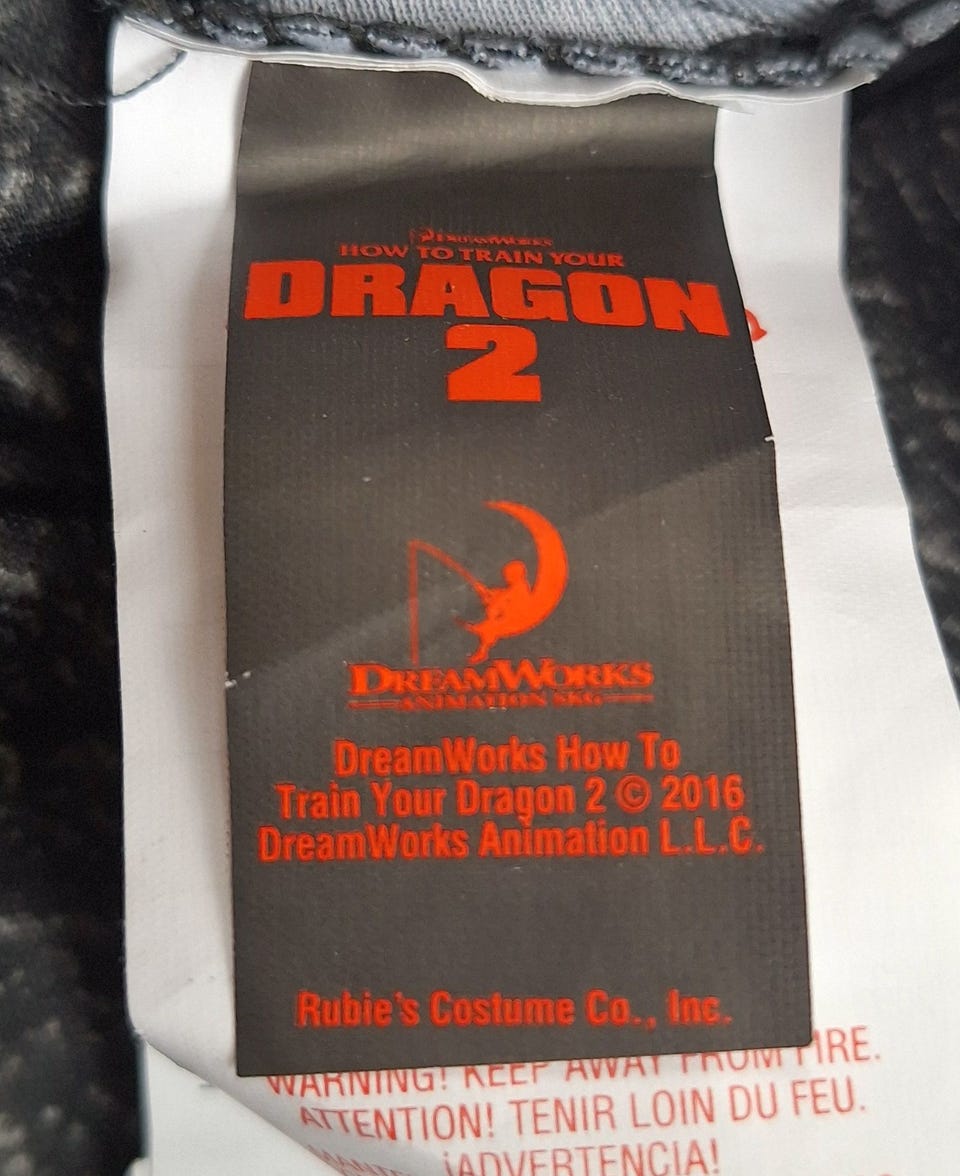 DREAMWORKS
HOW TO TRAIN YOUR
DRAGON
2
DREAMWORKS
ANIMATION SKG
DreamWorks How To
Train Your Dragon 2 © 2016
DreamWorks Animation L.L.C.
Rubie's Costume Co., Inc.
WARNING! KEEP AWAY FROM FIRE.
ATTENTION! TENIR LOIN DU FEU.
¡ADVERTENCIA!